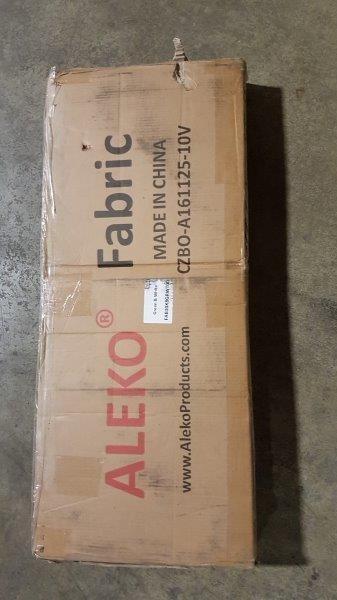 ALEKO® Fabric
MADE IN CHINA
www.AlekoProducts.com
CZBO-A161125-10V